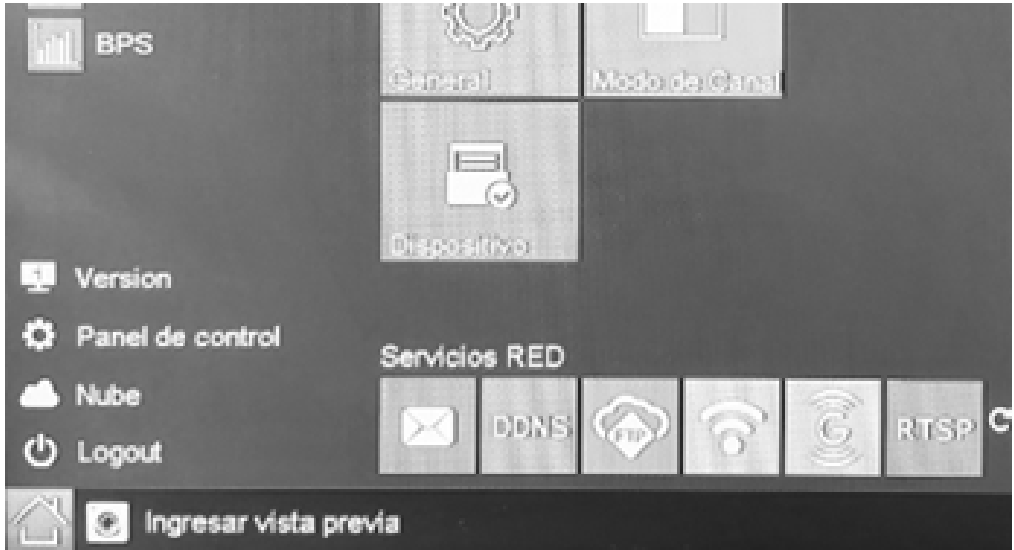 BPS
General
Modo de Canal
Dispositivo
1 Version
Panel de control
Servicios RED
Nube
DDNS
FTP
G
RTSP
Logout
Ingresar vista previa